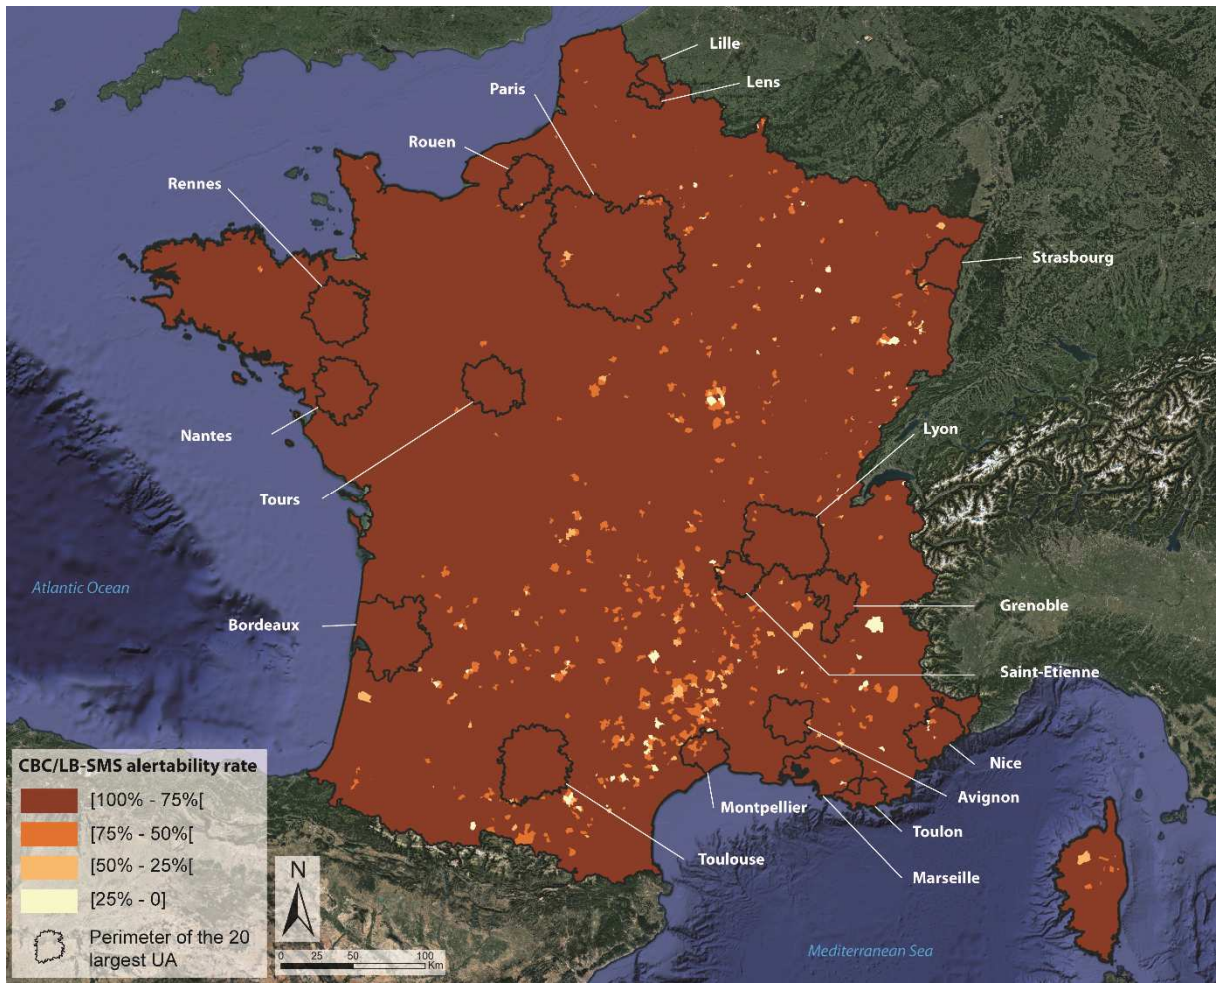 Lille
Lens
Paris
Rouen
Rennes
Strasbourg
Nantes
Lyon
Tours
Atlantic Ocean
Bordeaux
Grenoble
Saint-Etienne
Nice
Avignon
Montpellier
Toulon
Toulouse
Marseille
Mediterranean Sea
CBC/LB-SMS alertability rate
[100% - 75%[
[75% - 50%[
[50% - 25%[
[25% - 0]
Perimeter of the 20
largest UA
N
0 25 50 100
Km